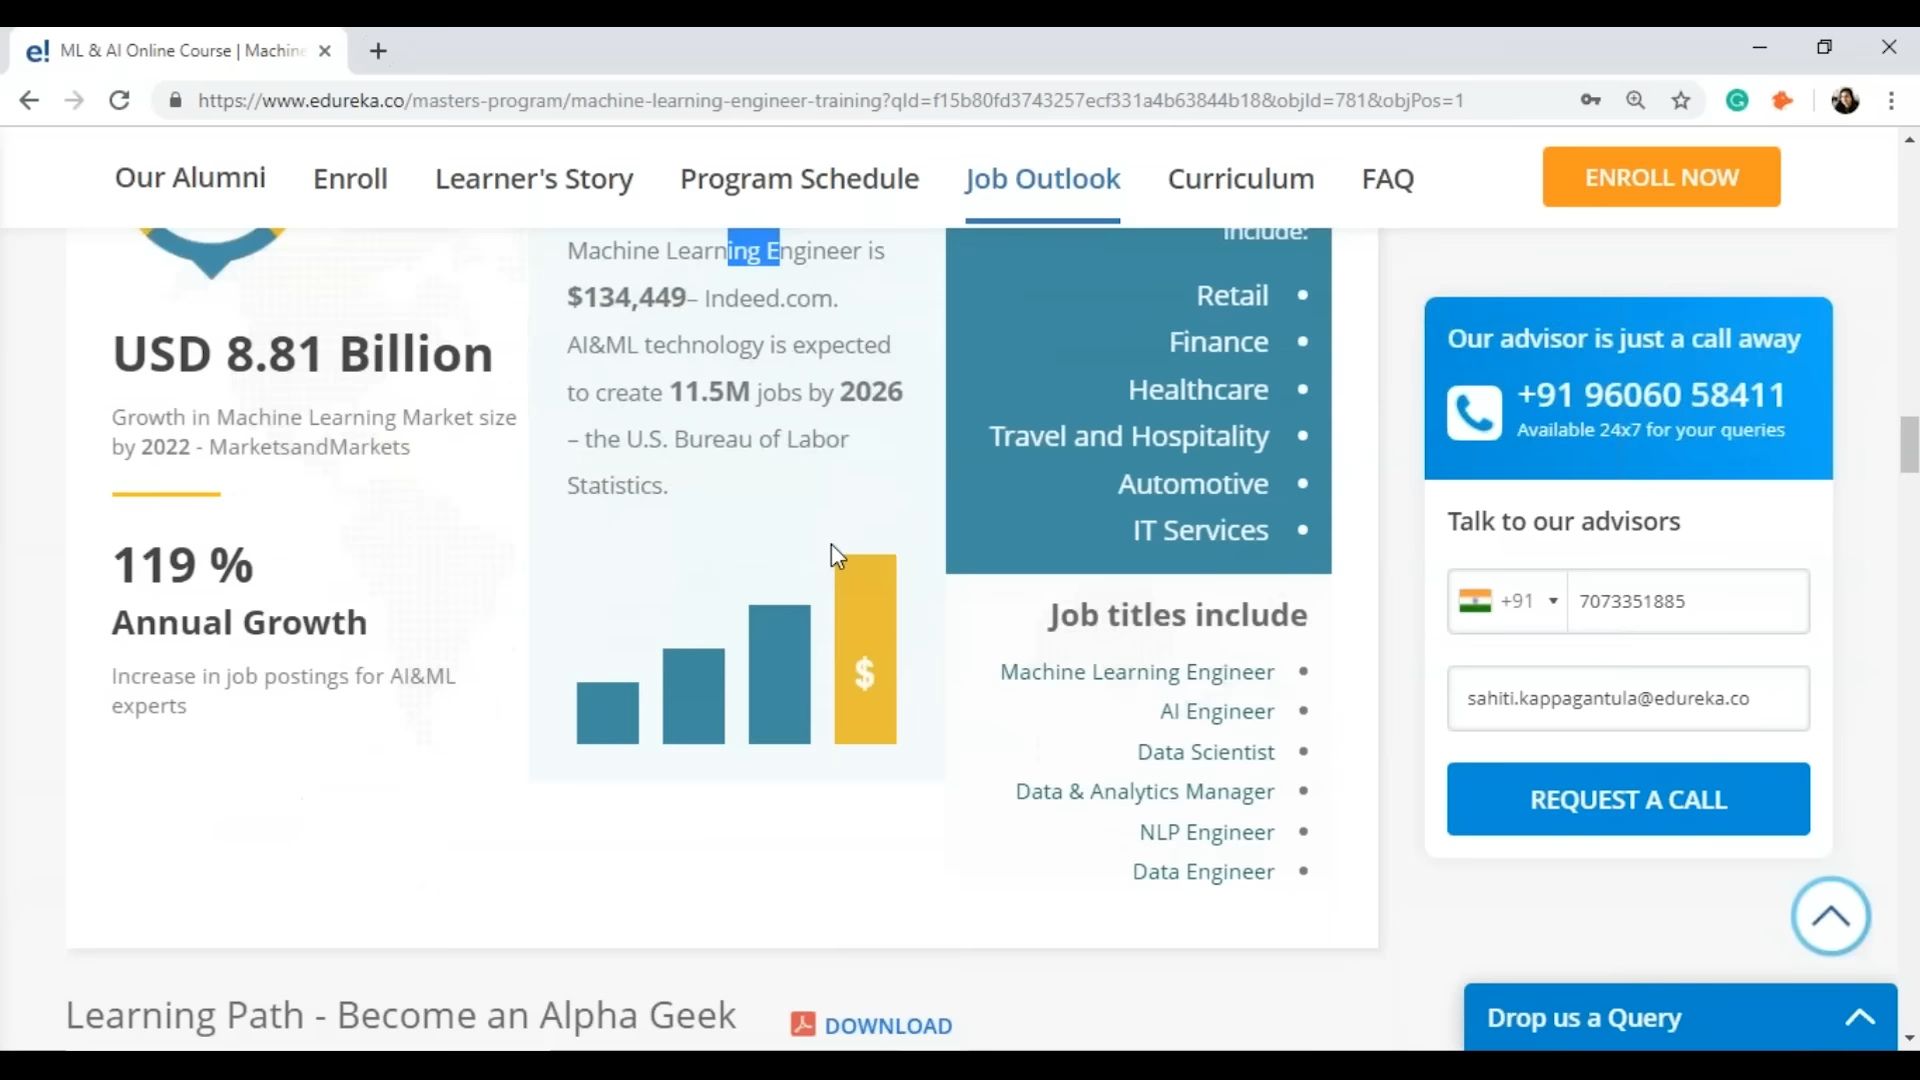 e! ML & AI Online Course | Machine
https://www.edureka.co/masters-program/machine-learning-engineer-training?qId=f15b80fd3743257ecf331a4b63844b18&objId=781&objPos=1
Our Alumni Enroll Learner's Story Program Schedule Job Outlook Curriculum FAQ ENROLL NOW
USD 8.81 Billion
Growth in Machine Learning Market size
by 2022 - MarketsandMarkets
119 %
Annual Growth
Increase in job postings for AI&ML
experts
Machine Learning Engineer is
$134,449– Indeed.com.
AI&ML technology is expected
to create 11.5M jobs by 2026
– the U.S. Bureau of Labor
Statistics.
$
include:
Retail •
Finance •
Healthcare •
Travel and Hospitality •
Automotive •
IT Services •
Job titles include
Machine Learning Engineer •
AI Engineer •
Data Scientist •
Data & Analytics Manager •
NLP Engineer •
Data Engineer •
Our advisor is just a call away
+91 96060 58411
Available 24x7 for your queries
Talk to our advisors
+91 7073351885
sahiti.kappagantula@edureka.co
REQUEST A CALL
Learning Path - Become an Alpha Geek DOWNLOAD
Drop us a Query